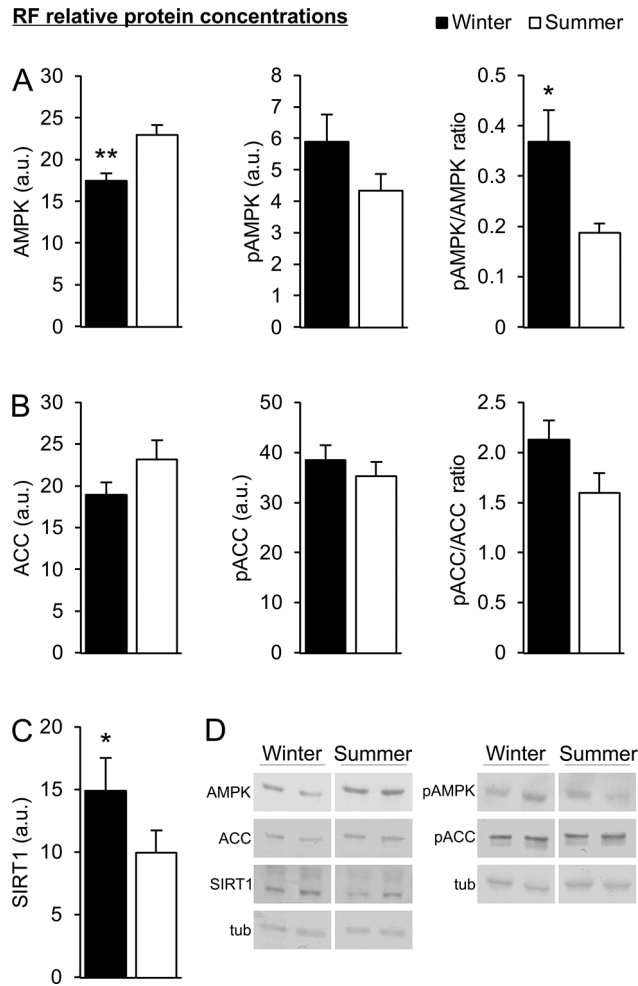 RF relative protein concentrations
Winter Summer
A
AMPK (a.u.)
30
25
20
15
10
5
0
**
pAMPK (a.u.)
8
7
6
5
4
3
2
1
0
pAMPK/AMPK ratio
0.5
0.4
0.3
0.2
0.1
0
*
B
ACC (a.u.)
30
25
20
15
10
5
0
pACC (a.u.)
50
40
30
20
10
0
pACC/ACC ratio
2.5
2.0
1.5
1.0
0.5
0
C
SIRT1 (a.u.)
20
15
10
5
0
*
D
Winter Summer
AMPK
ACC
SIRT1
tub
Winter Summer
pAMPK
pACC
tub